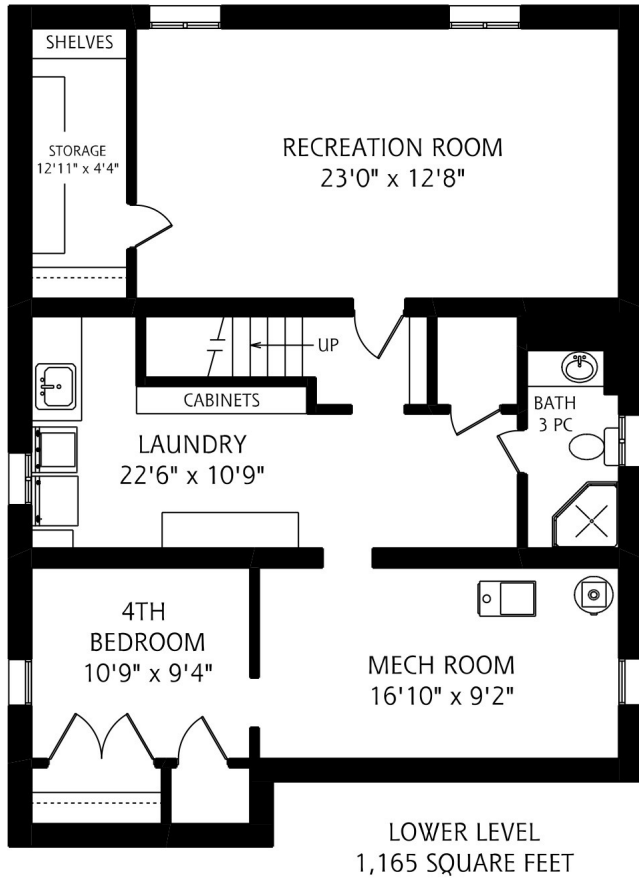 SHELVES
STORAGE
12'11" x 4'4"
RECREATION ROOM
23'0" x 12'8"
UP
CABINETS
BATH
3 PC
LAUNDRY
22'6" x 10'9"
4TH
BEDROOM
10'9" x 9'4"
MECH ROOM
16'10" x 9'2"
LOWER LEVEL
1,165 SQUARE FEET